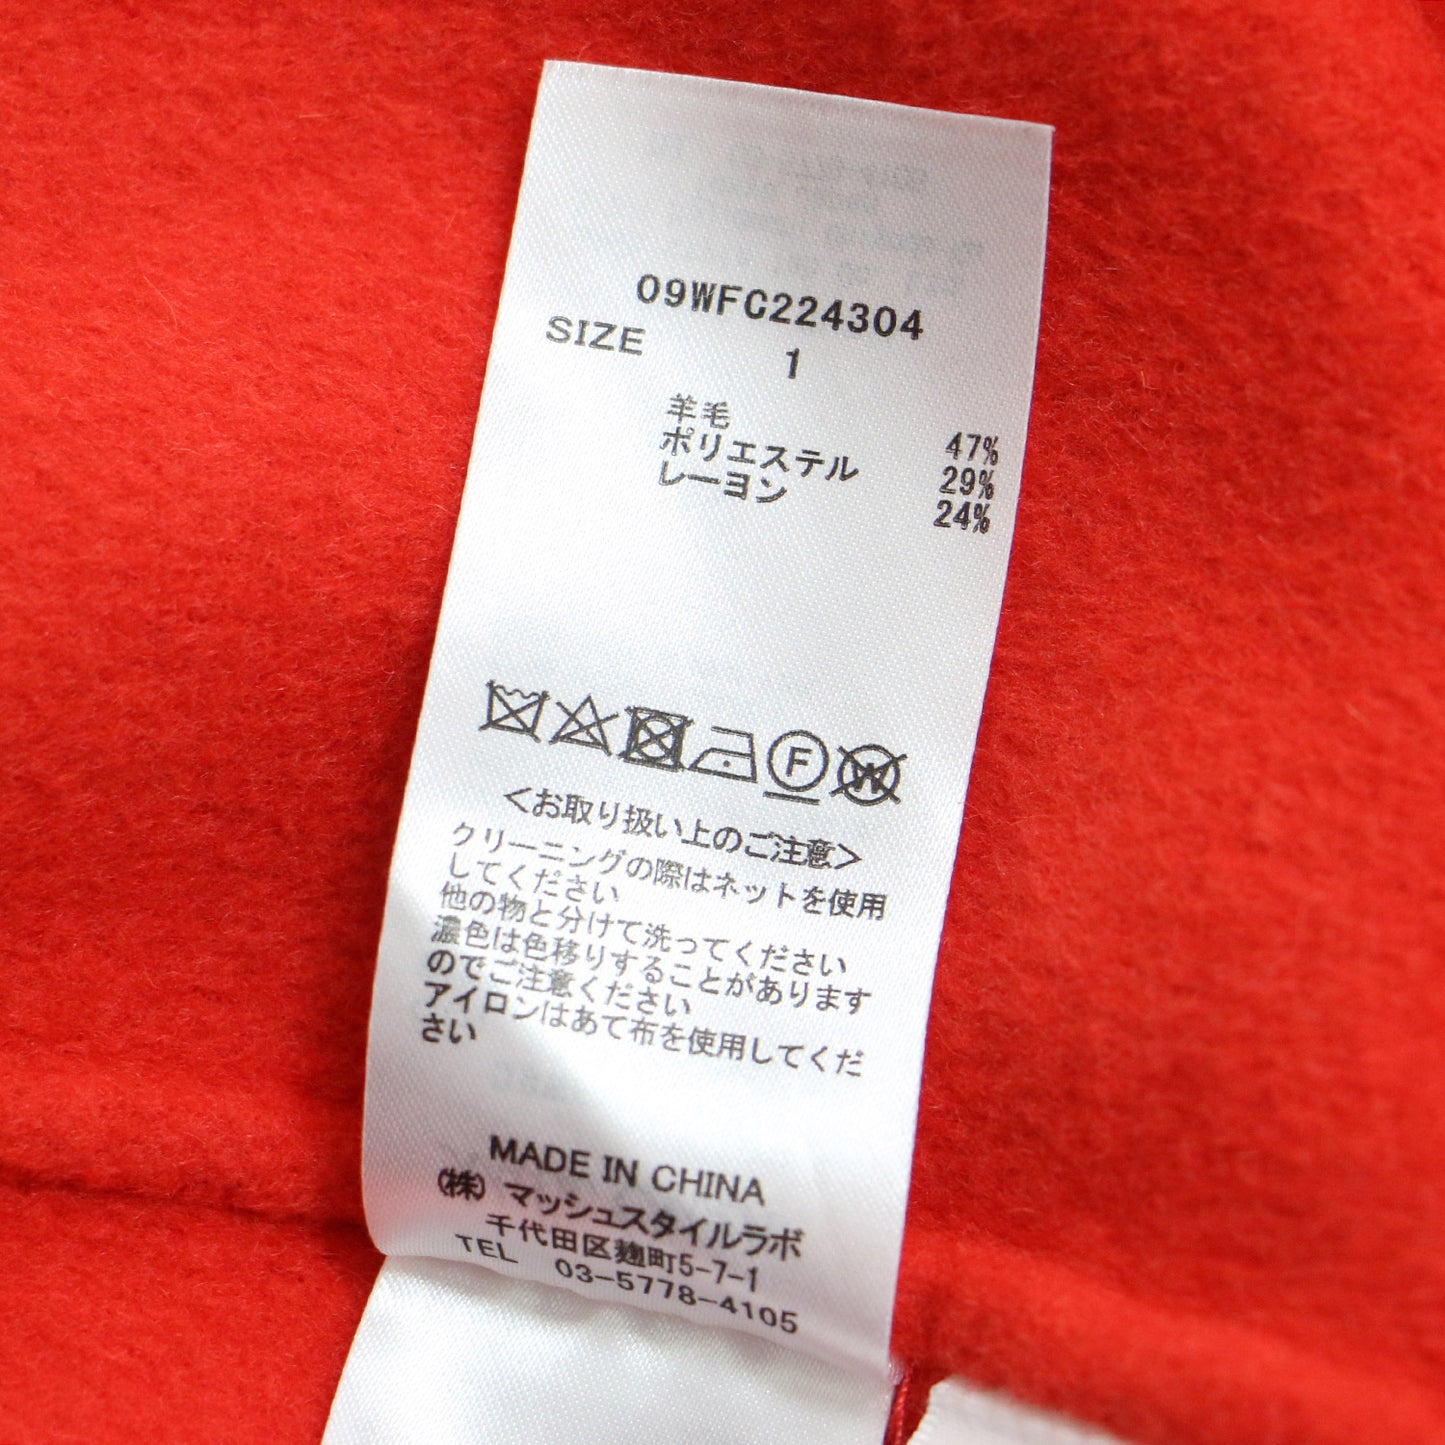 09WFC224304
SIZE 1
羊毛 47%
ポリエステル 29%
レーヨン 24%
F W
<お取り扱い上のご注意>
クリーニングの際はネットを使用
してください
他の物と分けて洗ってください
濃色は色移りすることがあります
のでご注意ください
アイロンはあて布を使用してくだ
さい
MADE IN CHINA
(株) マッシュスタイルラボ
千代田区麹町5-7-1
TEL 03-5778-4105